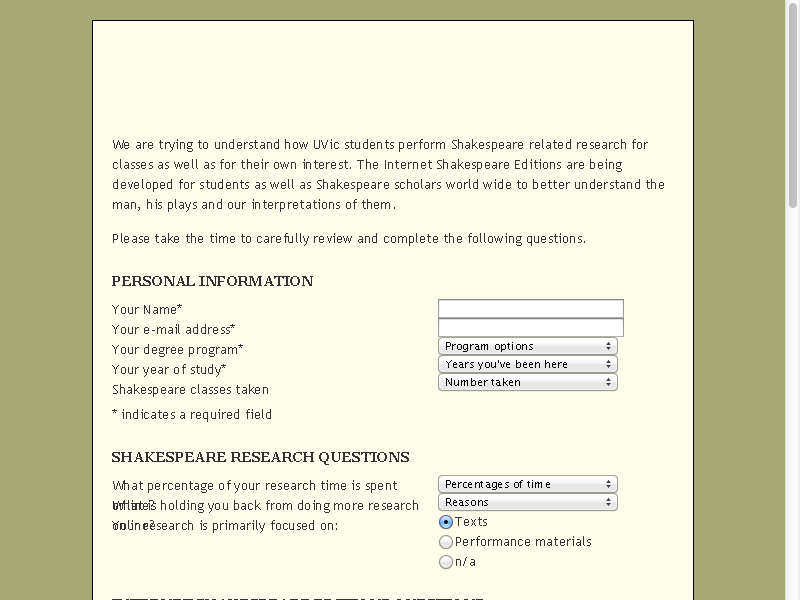 We are trying to understand how UVic students perform Shakespeare related research for
classes as well as for their own interest. The Internet Shakespeare Editions are being
developed for students as well as Shakespeare scholars world wide to better understand the
man, his plays and our interpretations of them.
Please take the time to carefully review and complete the following questions.
PERSONAL INFORMATION
Your Name*
Your e-mail address*
Your degree program* Program options
Your year of study* Years you've been here
Shakespeare classes taken Number taken
* indicates a required field
SHAKESPEARE RESEARCH QUESTIONS
What percentage of your research time is spent Percentages of time
holding you back from doing more research Reasons
research is primarily focused on: Texts
Performance materials
n/a